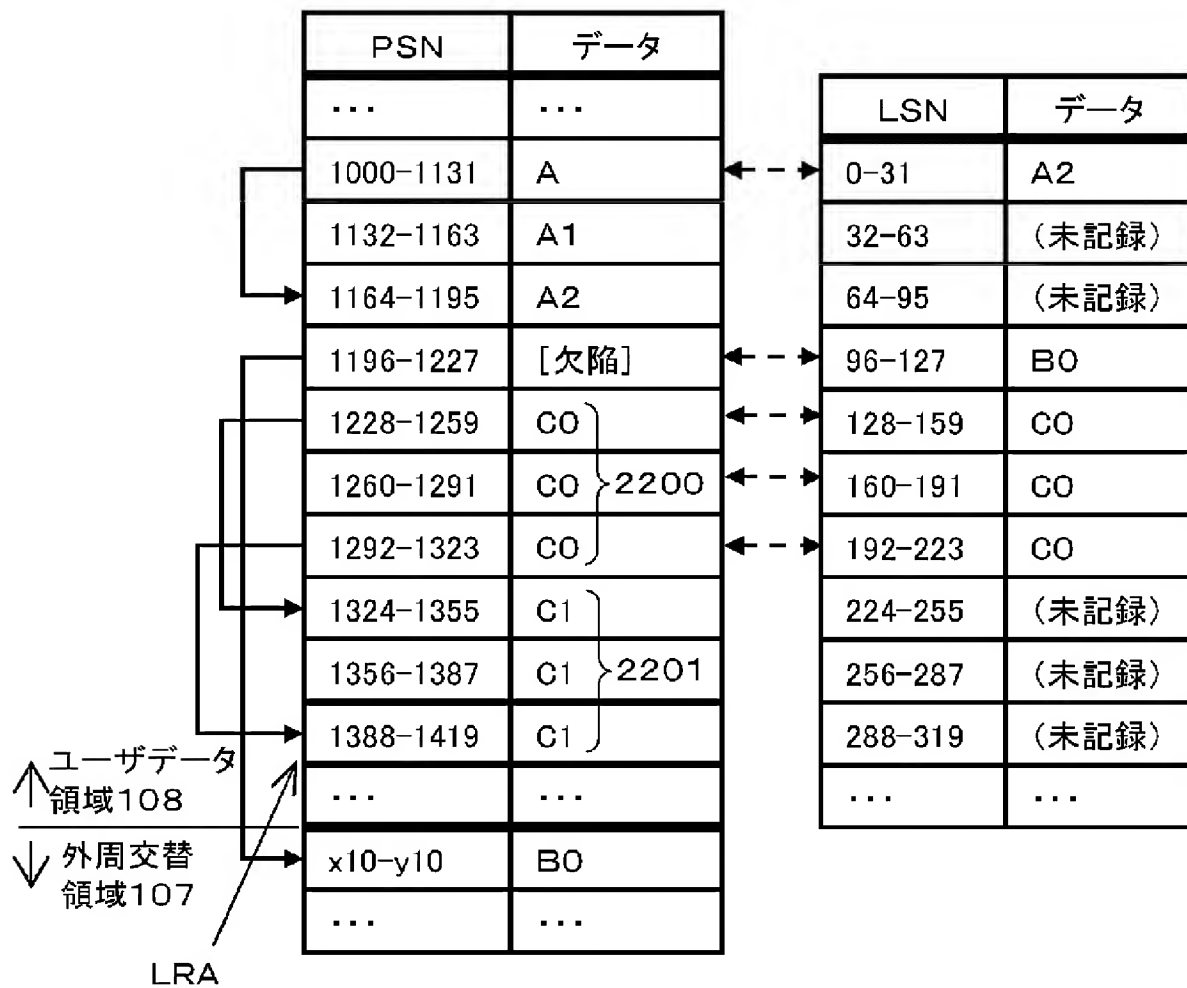 PSN データ
... ...
1000-1131 A
1132-1163 A1
1164-1195 A2
1196-1227 [欠陥]
1228-1259 C0
1260-1291 C0 2200
1292-1323 C0
1324-1355 C1
1356-1387 C1 2201
1388-1419 C1
... ...
x10-y10 B0
... ...
LSN データ
0-31 A2
32-63 (未記録)
64-95 (未記録)
96-127 B0
128-159 C0
160-191 C0
192-223 C0
224-255 (未記録)
256-287 (未記録)
288-319 (未記録)
... ...
ユーザデータ
領域108
外周交替
領域107
LRA